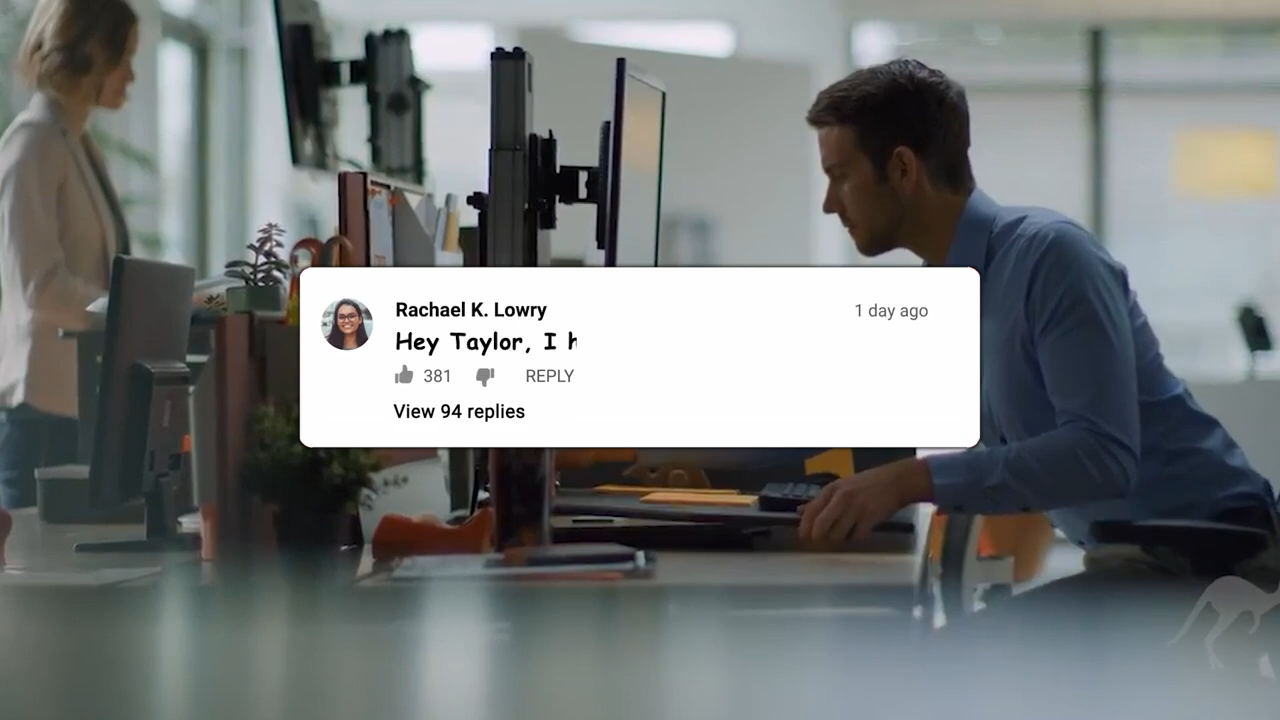 Rachael K. Lowry
1 day ago
Hey Taylor, I
381
REPLY
View 94 replies